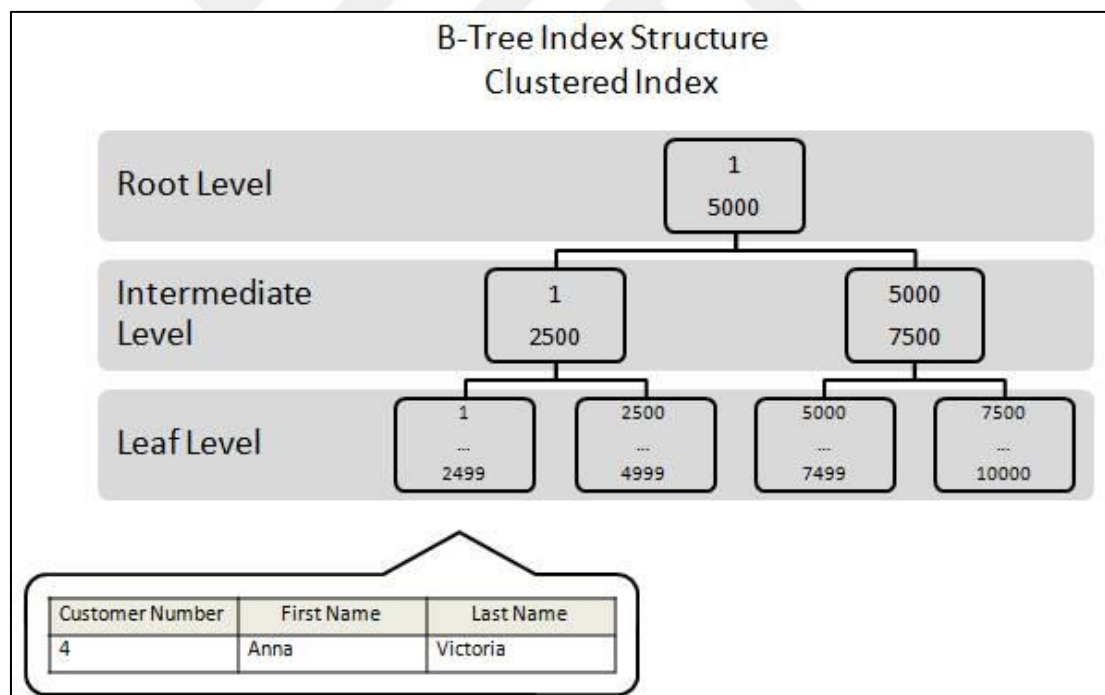 B-Tree Index Structure
Clustered Index
Root Level
1
5000
Intermediate
Level
1
2500
5000
7500
Leaf Level
1
...
2499
2500
...
4999
5000
...
7499
7500
...
10000
Customer Number First Name Last Name
4 Anna Victoria